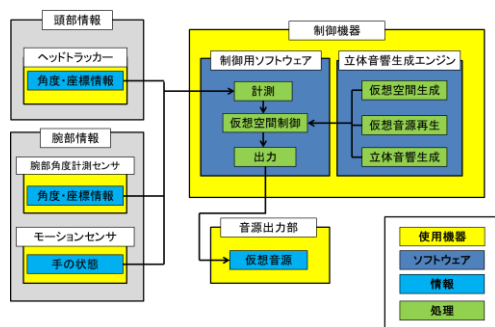 頭部情報
ヘッドトラッカー
角度・座標情報
腕部情報
腕部角度計測センサ
角度・座標情報
モーションセンサ
手の状態
制御機器
制御用ソフトウェア
計測
仮想空間制御
出力
立体音響生成エンジン
仮想空間生成
仮想音源再生
立体音響生成
音源出力部
仮想音源
使用機器
ソフトウェア
情報
処理